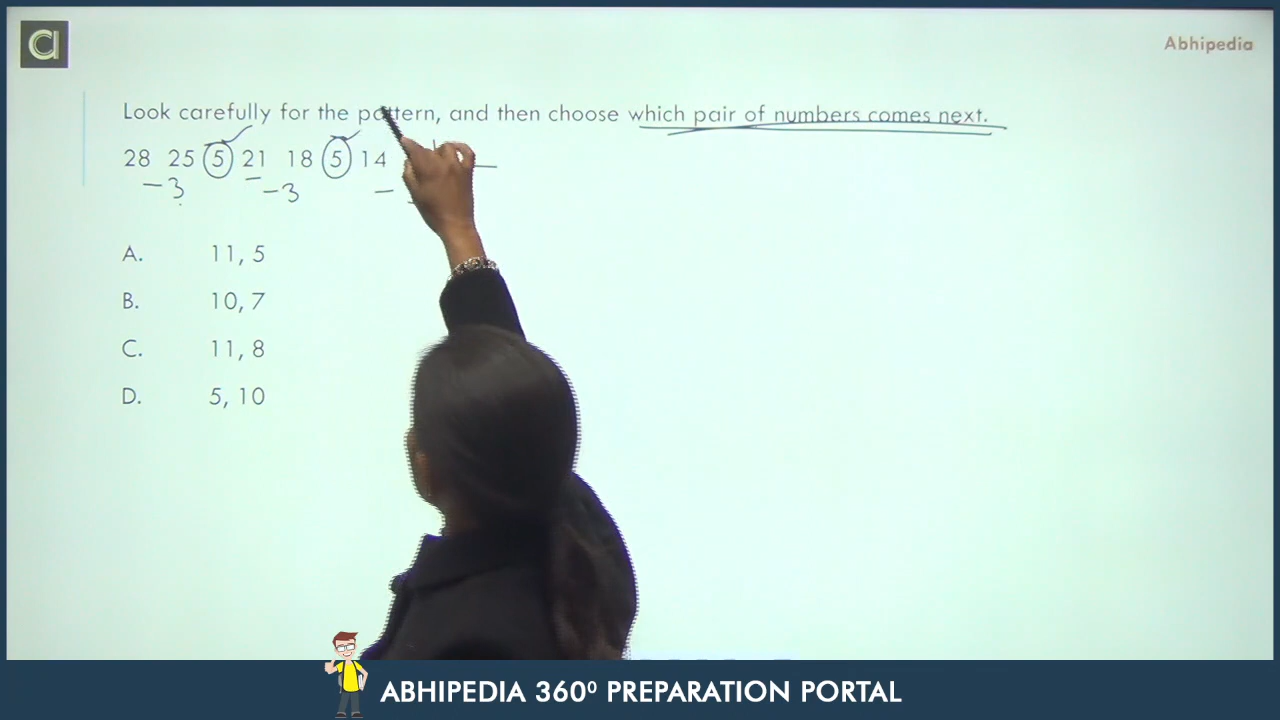 Abhipedia
Look carefully for the pattern, and then choose which pair of numbers comes next.
28 25 5 21 18 5 14
-3 -3
A. 11, 5
B. 10, 7
C. 11, 8
D. 5, 10
ABHIPEDIA 360⁰ PREPARATION PORTAL